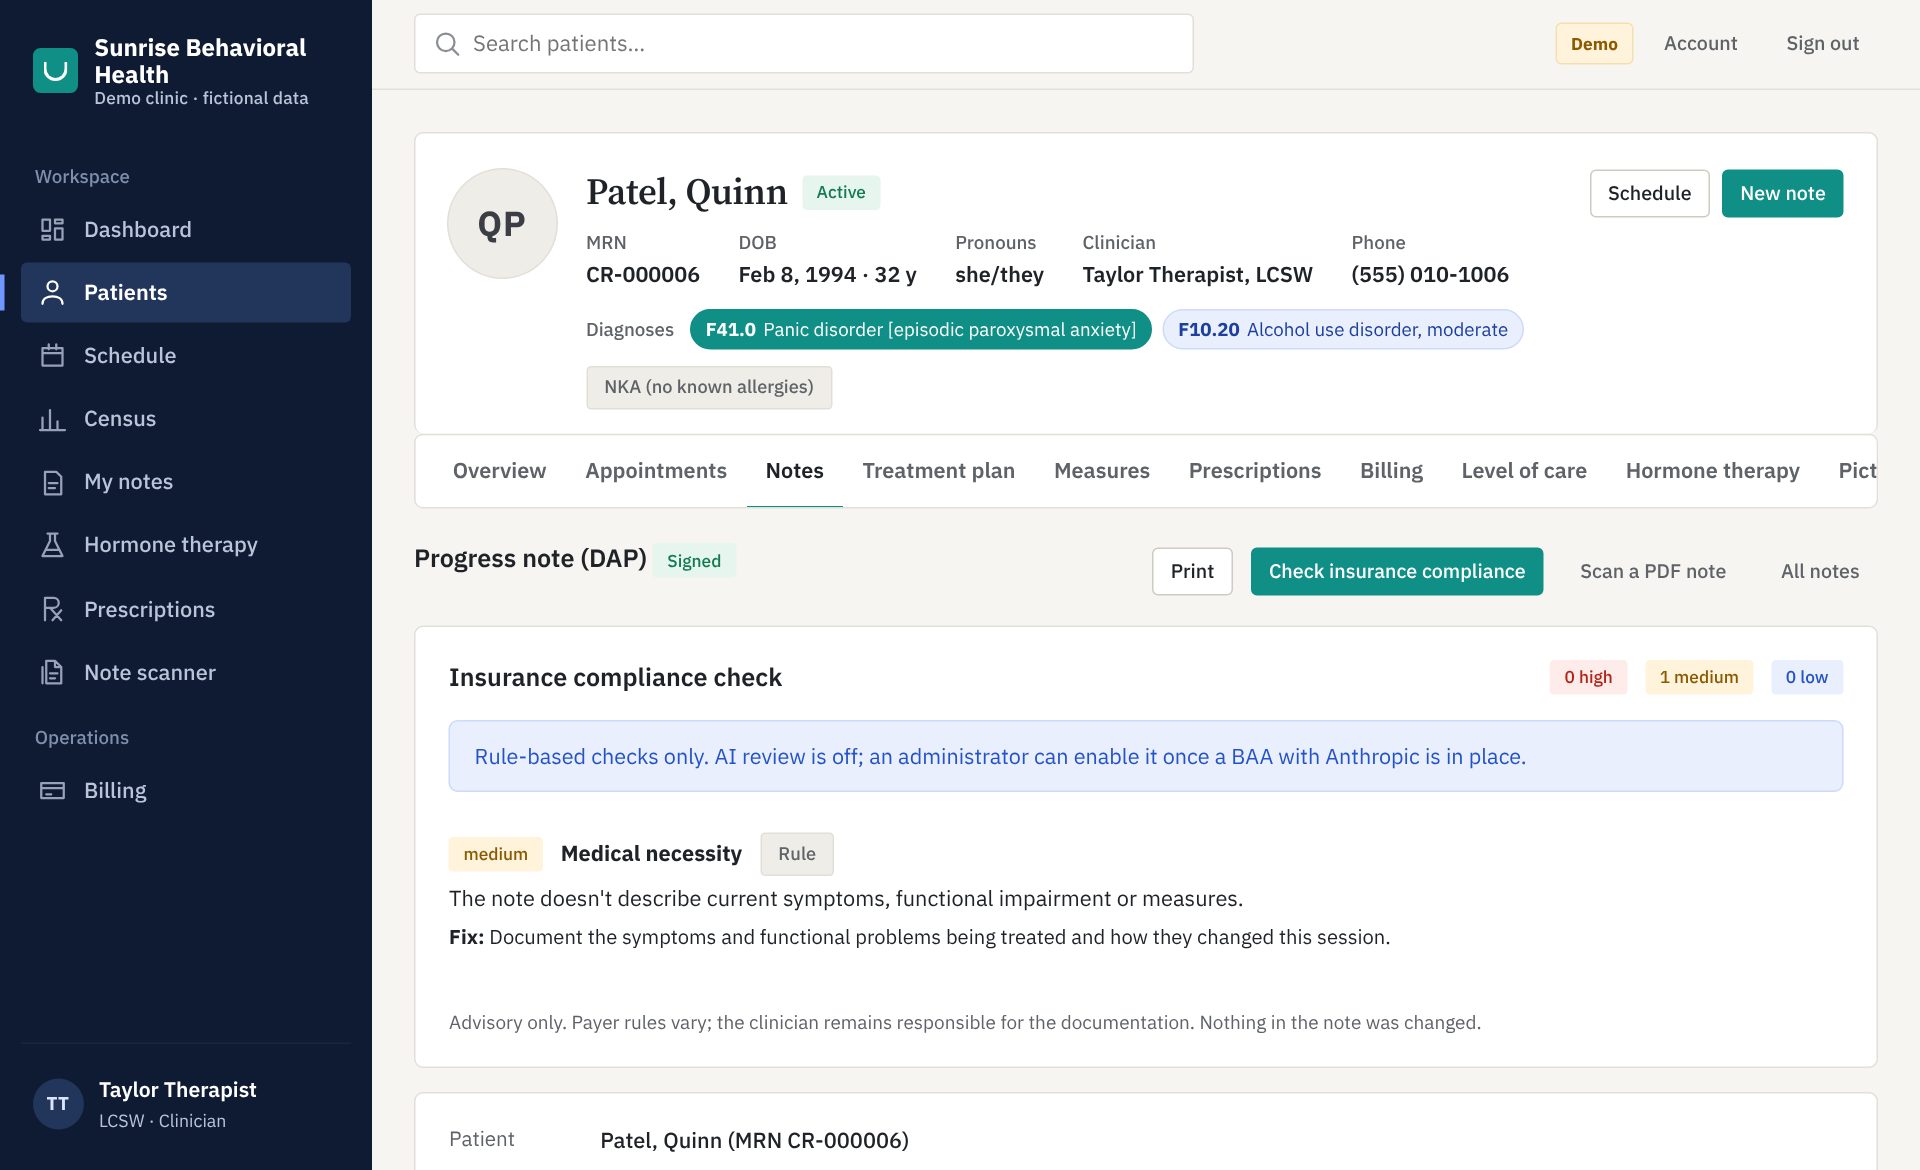 Sunrise Behavioral
Health
Demo clinic · fictional data
Workspace
Dashboard
Patients
Schedule
Census
My notes
Hormone therapy
Prescriptions
Note scanner
Operations
Billing
TT
Taylor Therapist
LCSW · Clinician
Search patients...
Demo
Account
Sign out
QP
Patel, Quinn
Active
Schedule
New note
MRN
CR-000006
DOB
Feb 8, 1994 · 32 y
Pronouns
she/they
Clinician
Taylor Therapist, LCSW
Phone
(555) 010-1006
Diagnoses
F41.0 Panic disorder [episodic paroxysmal anxiety]
F10.20 Alcohol use disorder, moderate
NKA (no known allergies)
Overview
Appointments
Notes
Treatment plan
Measures
Prescriptions
Billing
Level of care
Hormone therapy
Pict
Progress note (DAP)
Signed
Print
Check insurance compliance
Scan a PDF note
All notes
Insurance compliance check
0 high
1 medium
0 low
Rule-based checks only. AI review is off; an administrator can enable it once a BAA with Anthropic is in place.
medium
Medical necessity
Rule
The note doesn't describe current symptoms, functional impairment or measures.
Fix: Document the symptoms and functional problems being treated and how they changed this session.
Advisory only. Payer rules vary; the clinician remains responsible for the documentation. Nothing in the note was changed.
Patient
Patel, Quinn (MRN CR-000006)